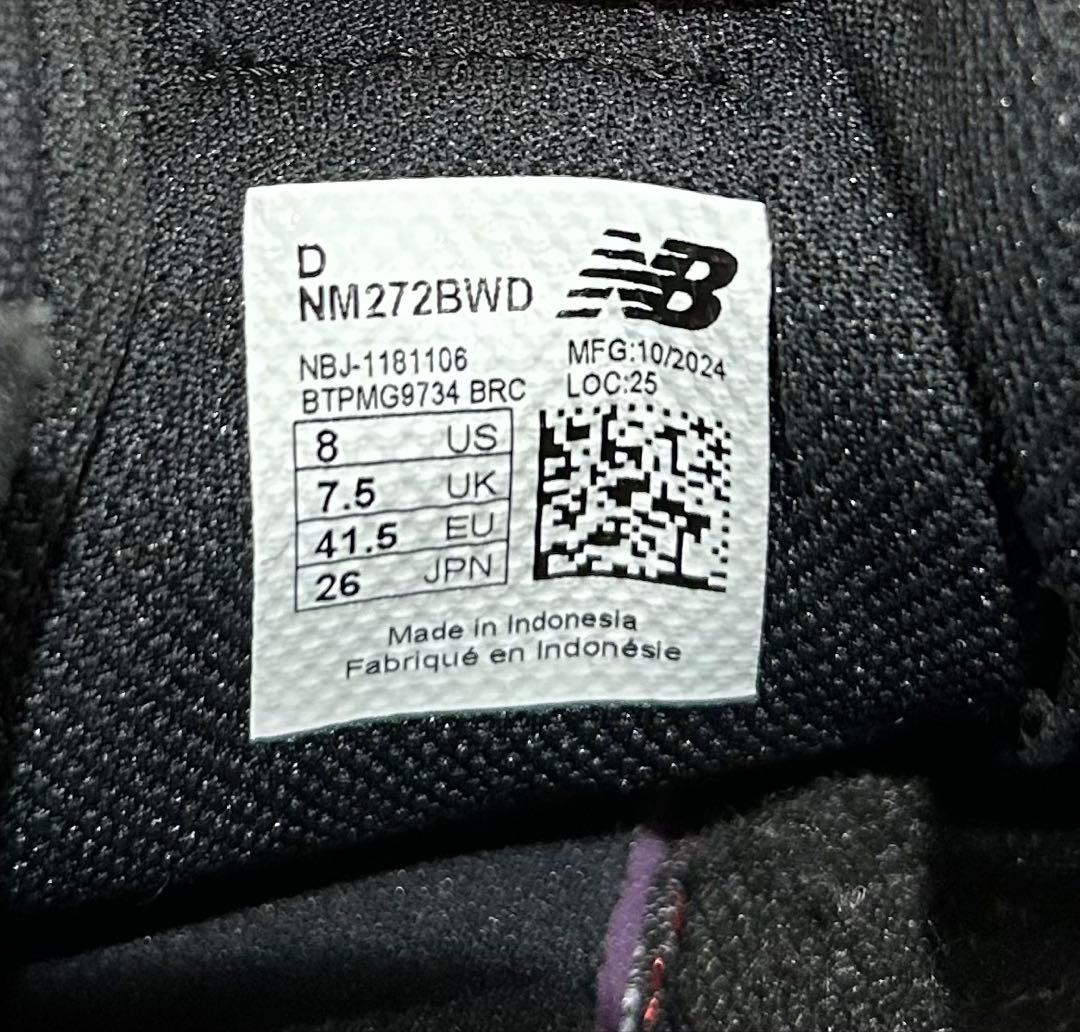 D
NM272BWD
NB
NBJ-1181106
BTPMG9734 BRC
MFG:10/2024
LOC:25
8 US
7.5 UK
41.5 EU
26 JPN
Made in Indonesia
Fabriqué en Indonésie